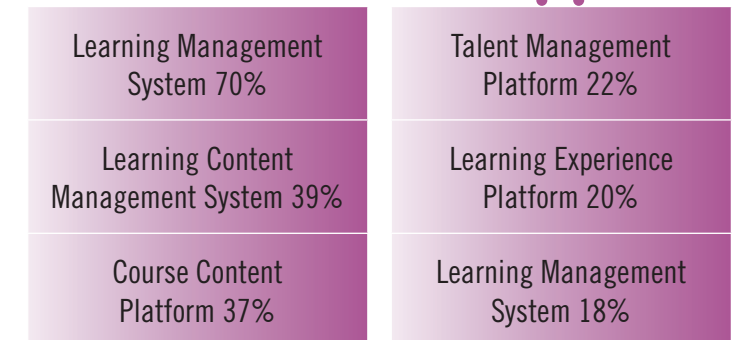 Learning Management
System 70%
Learning Content
Management System 39%
Course Content
Platform 37%
Talent Management
Platform 22%
Learning Experience
Platform 20%
Learning Management
System 18%